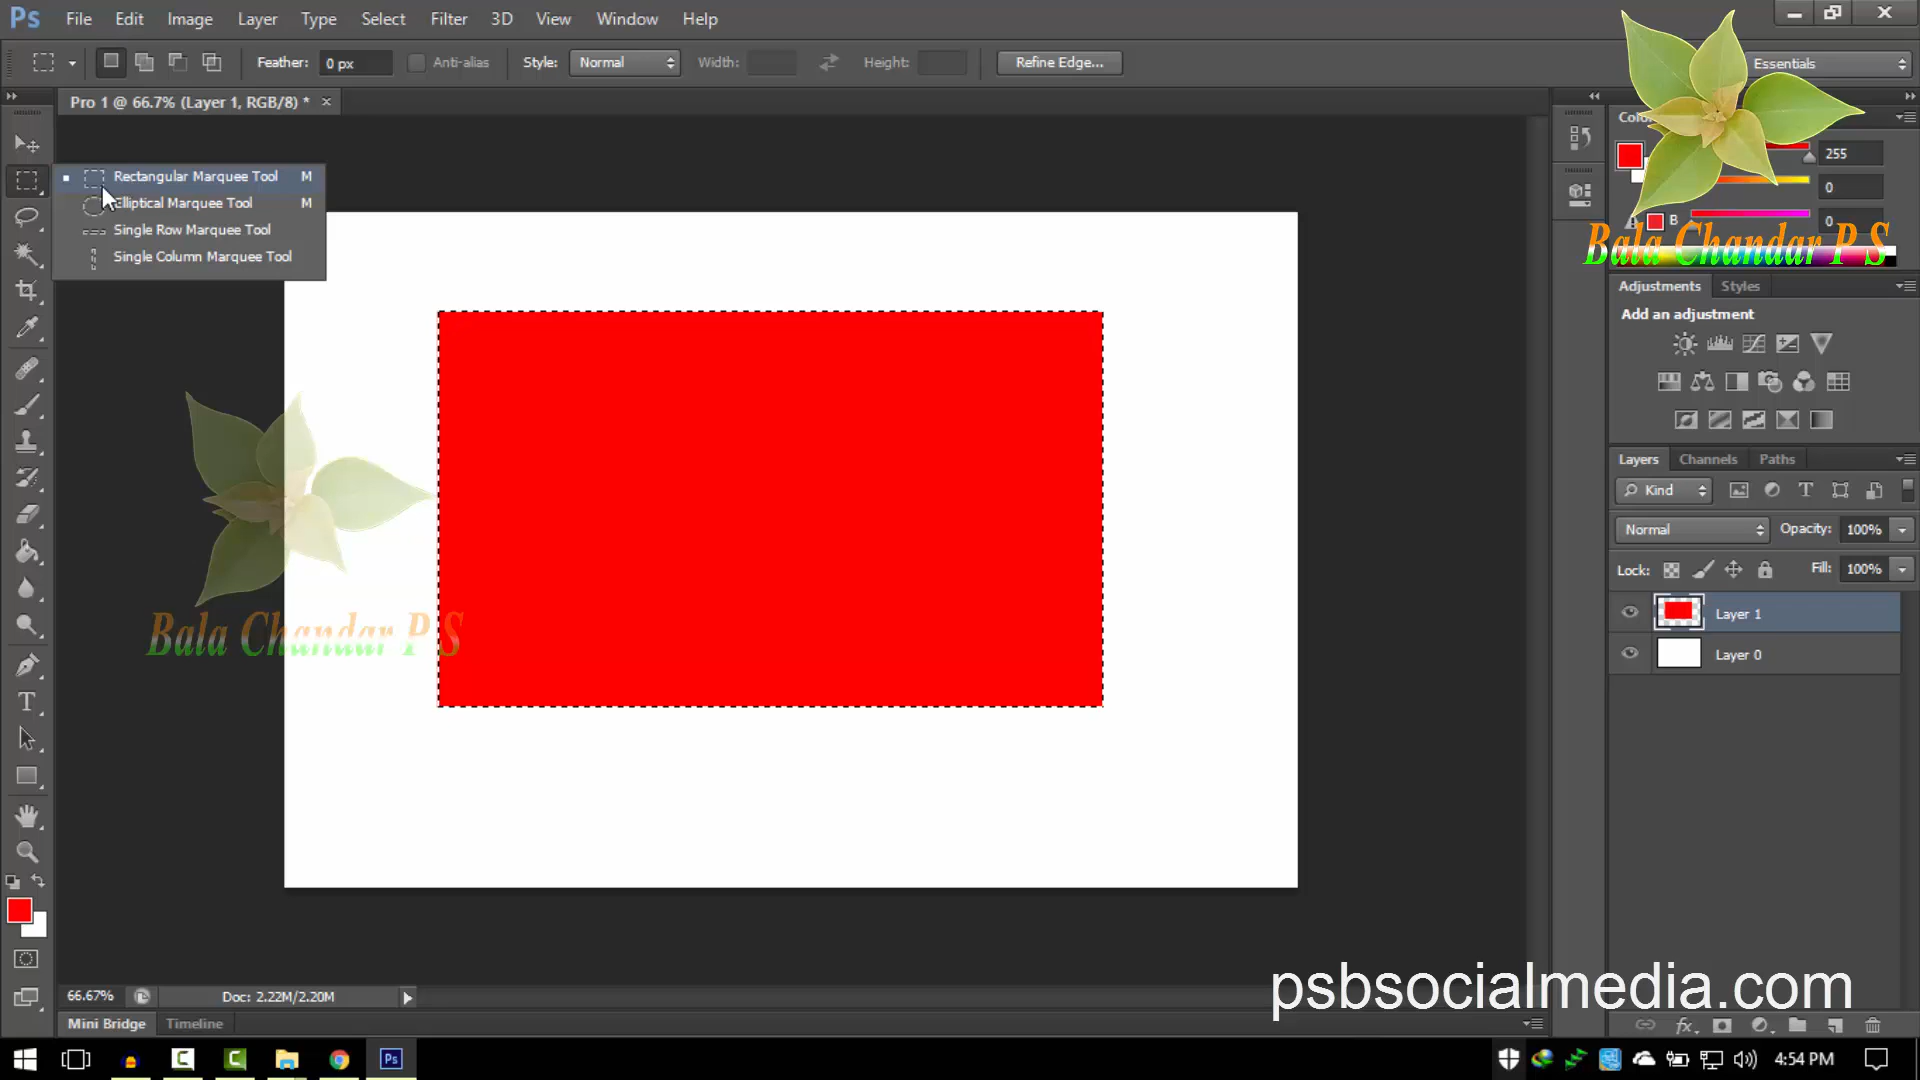 Ps File Edit Image Layer Type Select Filter 3D View Window Help
Feather: 0 px Anti-alias Style: Normal Width: Height: Refine Edge... Essentials
Pro 1 @ 66.7% (Layer 1, RGB/8) * ×
Rectangular Marquee Tool M
Elliptical Marquee Tool M
Single Row Marquee Tool
Single Column Marquee Tool
255
0
B 0
Bala Chandar P S
Adjustments Styles
Add an adjustment
Layers Channels Paths
Kind
Normal Opacity: 100%
Lock: Fill: 100%
Layer 1
Layer 0
Bala Chandar P S
psbsocialmedia.com
66.67% Doc: 2.22M/2.20M
Mini Bridge Timeline
fx
Ps 4:54 PM